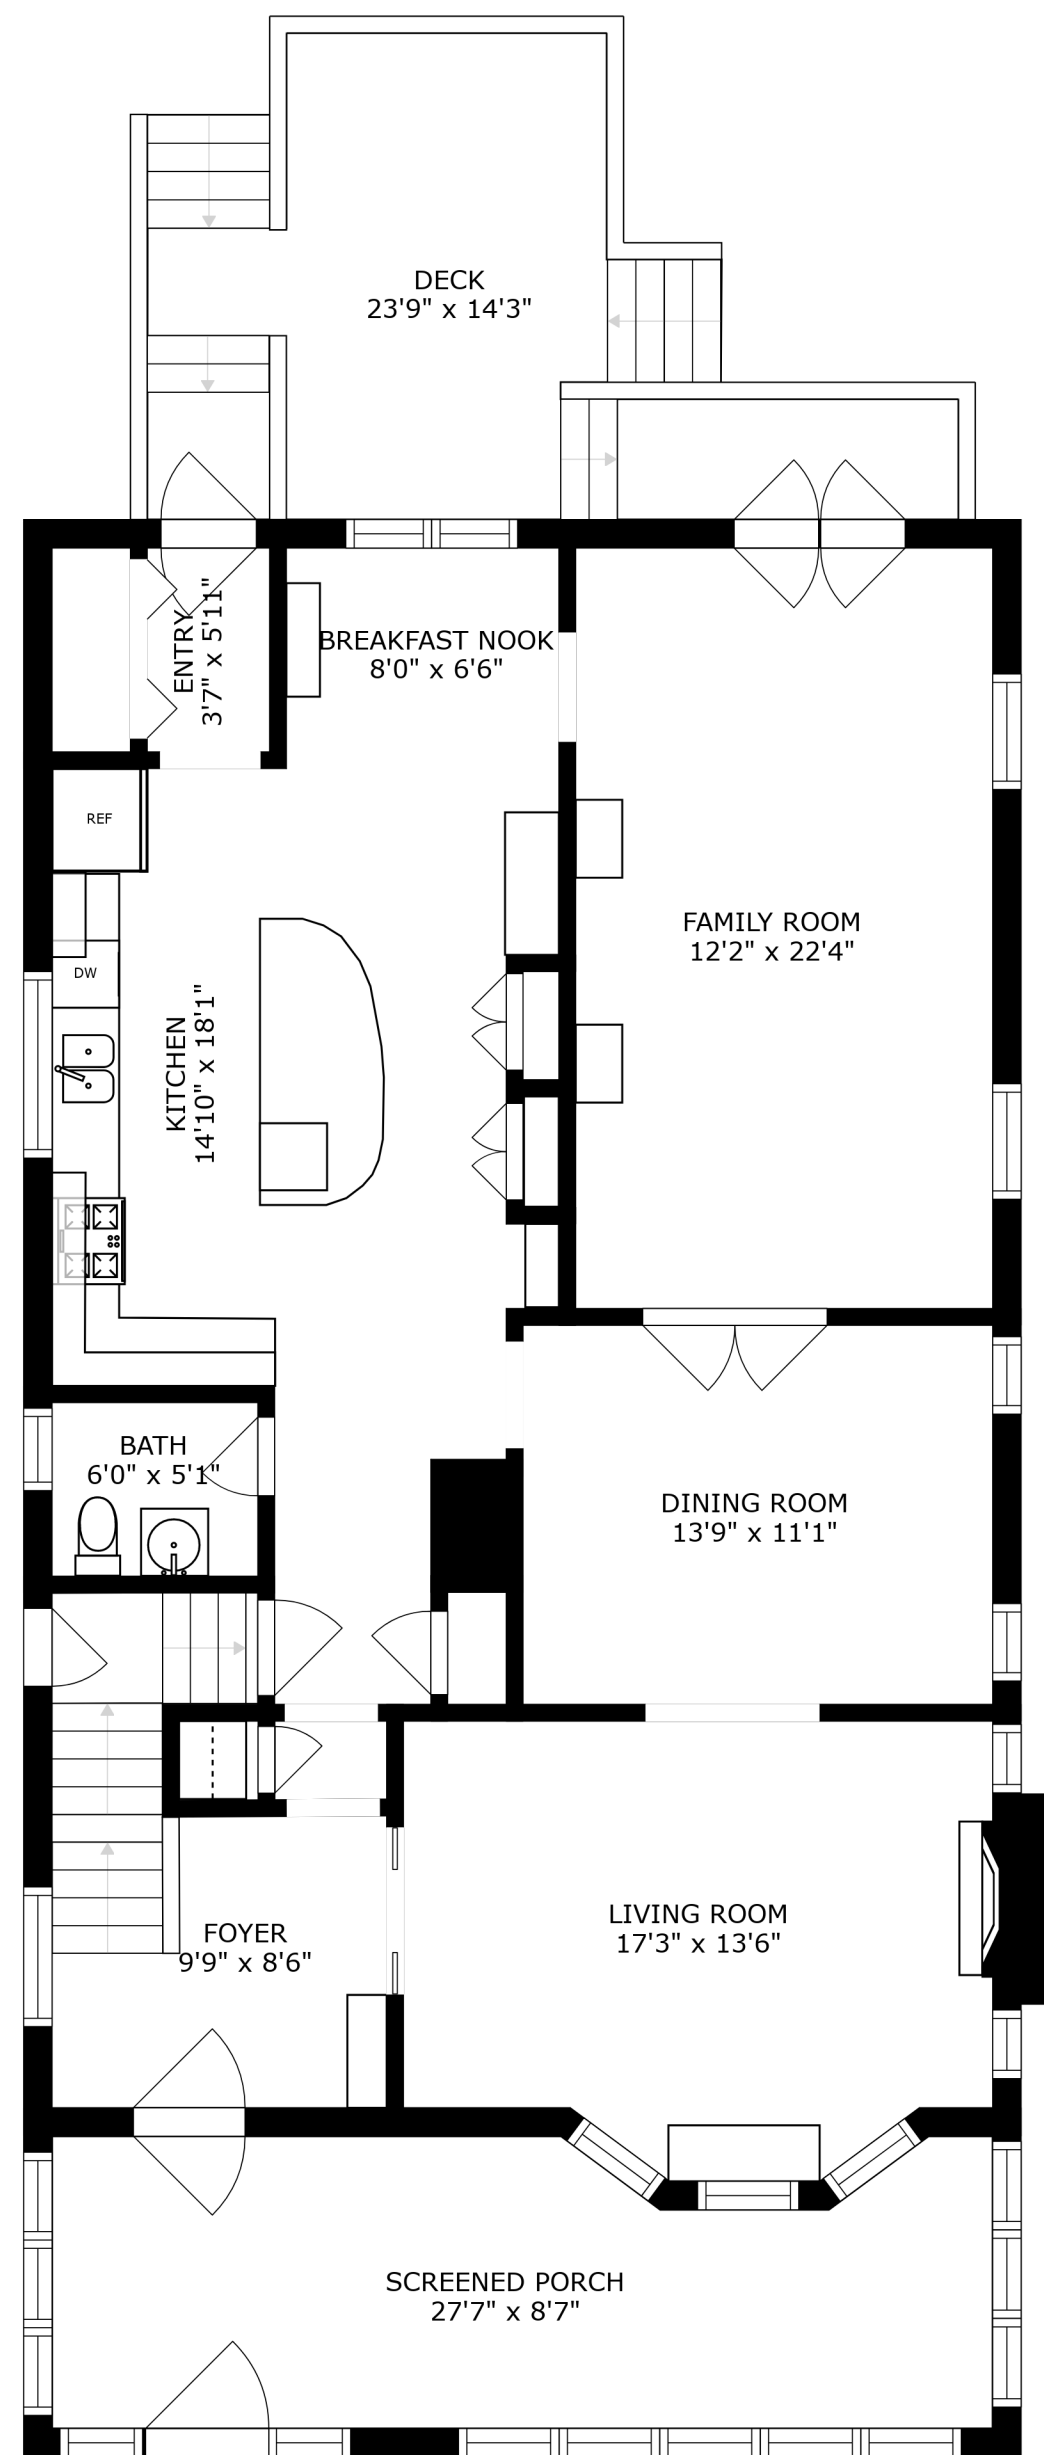 DECK
23'9" x 14'3"
ENTRY
3'7" x 5'11"
BREAKFAST NOOK
8'0" x 6'6"
REF
FAMILY ROOM
12'2" x 22'4"
DW
KITCHEN
14'10" x 18'1"
BATH
6'0" x 5'1"
DINING ROOM
13'9" x 11'1"
LIVING ROOM
17'3" x 13'6"
FOYER
9'9" x 8'6"
SCREENED PORCH
27'7" x 8'7"